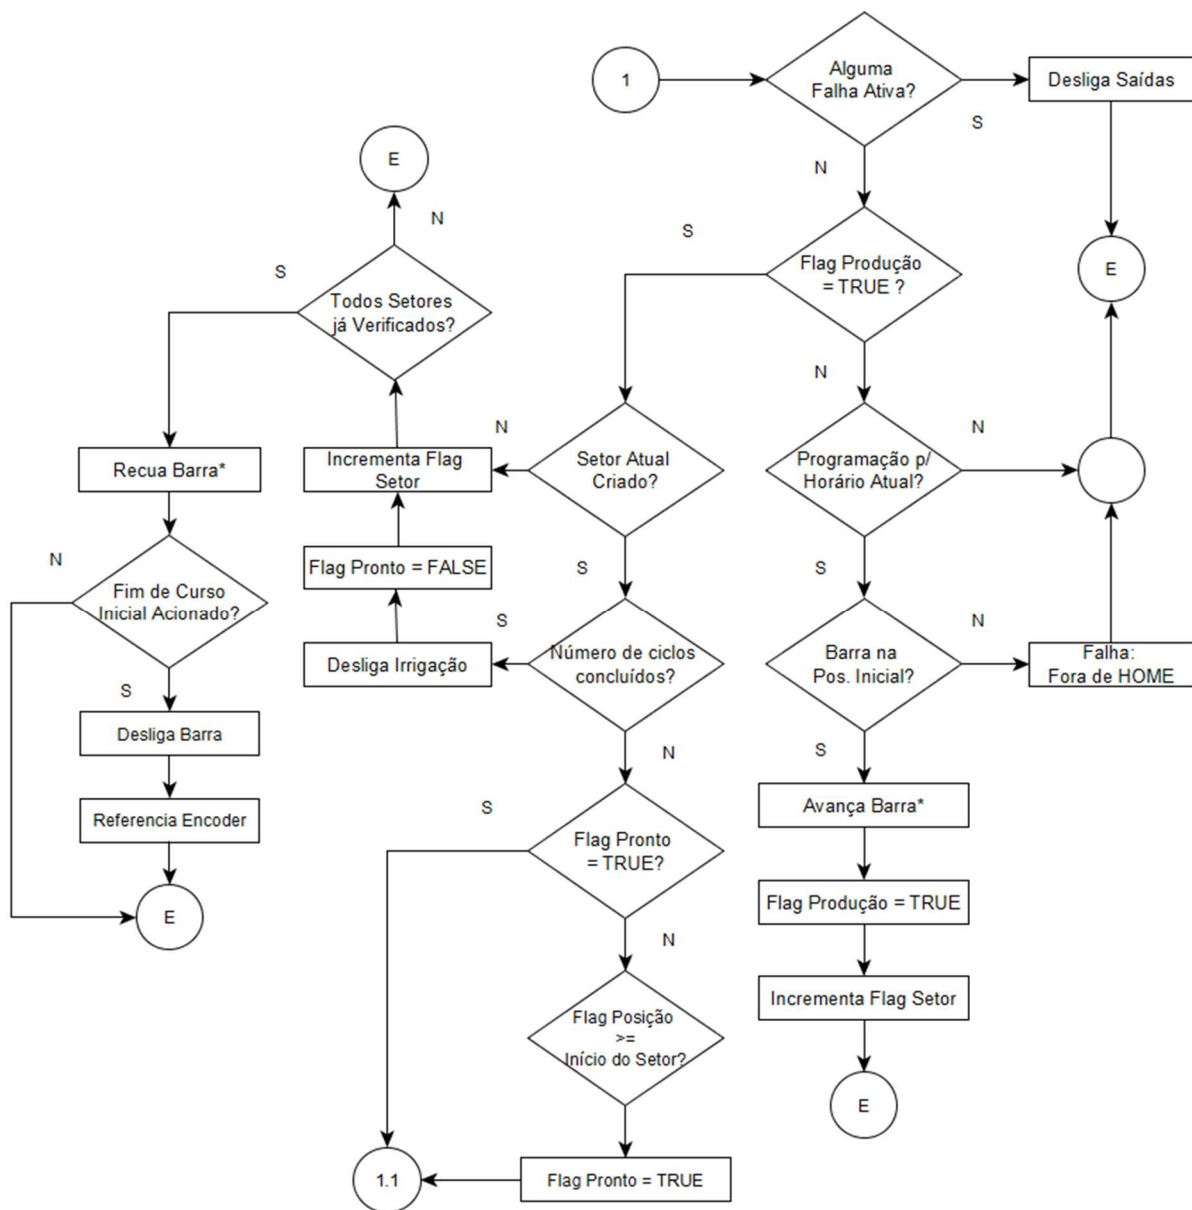 1
Alguma
Falha Ativa?
Desliga Saídas
S
N
E
N
S
Flag Produção
= TRUE ?
E
S
Todos Setores
já Verificados?
N
Recua Barra*
Incrementa Flag
Setor
N
Setor Atual
Criado?
Programação p/
Horário Atual?
N
N
Fim de Curso
Inicial Acionado?
Flag Pronto = FALSE
S
S
S
Desliga Irrigação
Número de ciclos
concluídos?
Barra na
Pos. Inicial?
N
Falha:
Fora de HOME
S
Desliga Barra
N
S
Referencia Encoder
S
Flag Pronto
= TRUE?
Avança Barra*
E
N
Flag Produção = TRUE
Flag Posição
>=
Início do Setor?
Incrementa Flag Setor
E
1.1
Flag Pronto = TRUE